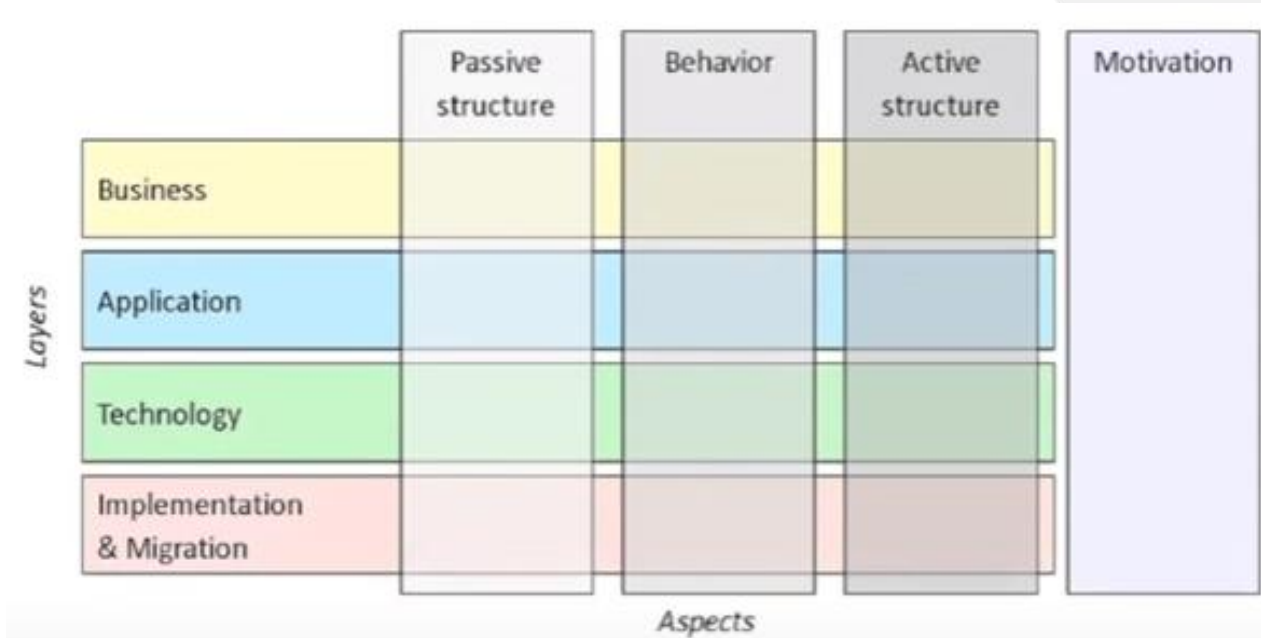 Passive
structure
Behavior
Active
structure
Motivation
Business
Application
Technology
Implementation
& Migration
Layers
Aspects